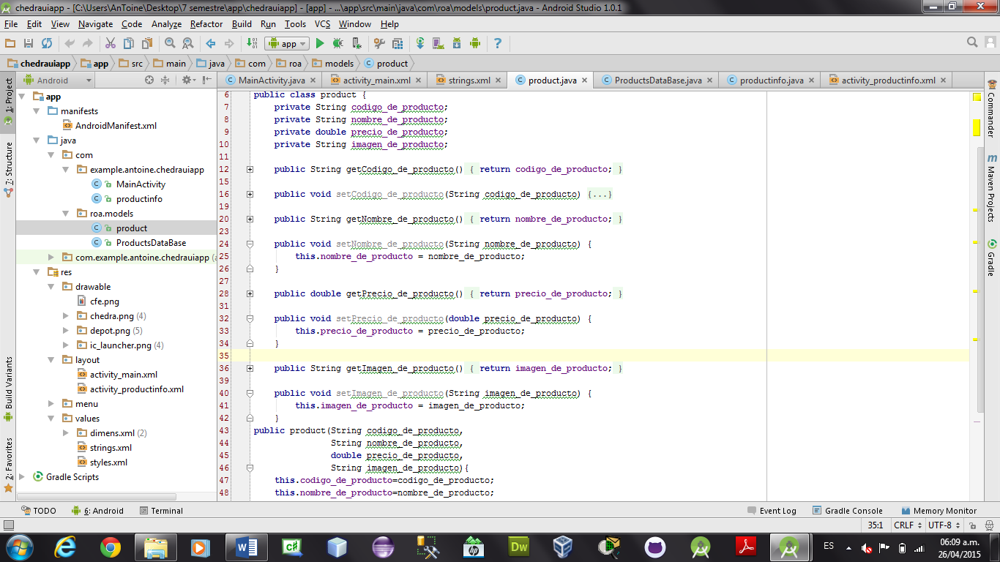 chedrauiapp - [C:\Users\AnToine\Desktop\7 semestre\app\chedrauiapp] - [app] - ...\app\src\main\java\com\roa\models\product.java - Android Studio 1.0.1
File Edit View Navigate Code Analyze Refactor Build Run Tools VCS Window Help
app
chedrauiapp app src main java com roa models product
Android
MainActivity.java activity_main.xml strings.xml product.java ProductsDataBase.java productinfo.java activity_productinfo.xml
1: Project
7: Structure
Build Variants
2: Favorites
app
manifests
AndroidManifest.xml
java
com
example.antoine.chedrauiapp
MainActivity
productinfo
roa.models
product
ProductsDataBase
com.example.antoine.chedrauiapp (a
res
drawable
cfe.png
chedra.png (4)
depot.png (5)
ic_launcher.png (4)
layout
activity_main.xml
activity_productinfo.xml
menu
values
dimens.xml (2)
strings.xml
styles.xml
Gradle Scripts
6 public class product {
7 private String codigo_de_producto;
8 private String nombre_de_producto;
9 private double precio_de_producto;
10 private String imagen_de_producto;
11
12 public String getCodigo_de_producto() { return codigo_de_producto; }
15
16 public void setCodigo_de_producto(String codigo_de_producto) {...}
19
20 public String getNombre_de_producto() { return nombre_de_producto; }
23
24 public void setNombre_de_producto(String nombre_de_producto) {
25 this.nombre_de_producto = nombre_de_producto;
26 }
27
28 public double getPrecio_de_producto() { return precio_de_producto; }
31
32 public void setPrecio_de_producto(double precio_de_producto) {
33 this.precio_de_producto = precio_de_producto;
34 }
35
36 public String getImagen_de_producto() { return imagen_de_producto; }
39
40 public void setImagen_de_producto(String imagen_de_producto) {
41 this.imagen_de_producto = imagen_de_producto;
42 }
43 public product(String codigo_de_producto,
44 String nombre_de_producto,
45 double precio_de_producto,
46 String imagen_de_producto){
47 this.codigo_de_producto=codigo_de_producto;
48 this.nombre_de_producto=nombre_de_producto;
Commander
m Maven Projects
Gradle
TODO 6: Android Terminal Event Log Gradle Console Memory Monitor
35:1 CRLF UTF-8
W C# hp Dw ES 06:09 a.m.
26/04/2015